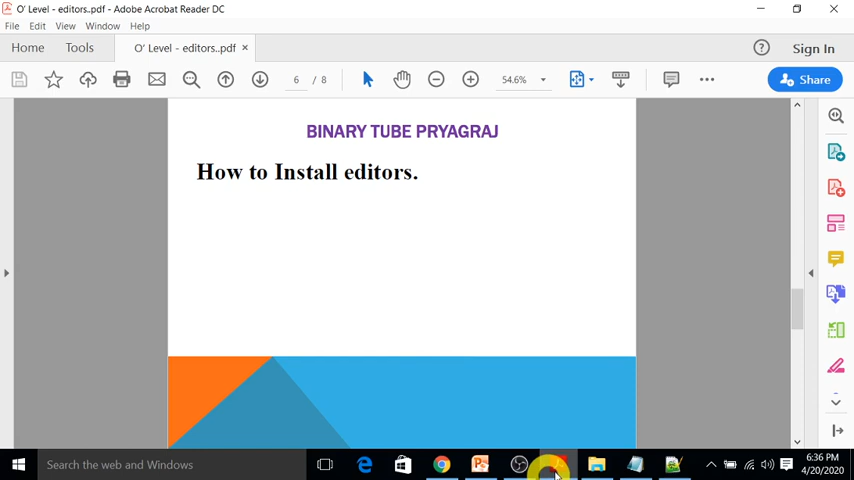 O' Level - editors.pdf - Adobe Acrobat Reader DC
File Edit View Window Help
Home Tools O' Level - editors..pdf × ? Sign In
6 / 8 54.6% Share
BINARY TUBE PRYAGRAJ
How to Install editors.
Search the web and Windows
6:36 PM
4/20/2020